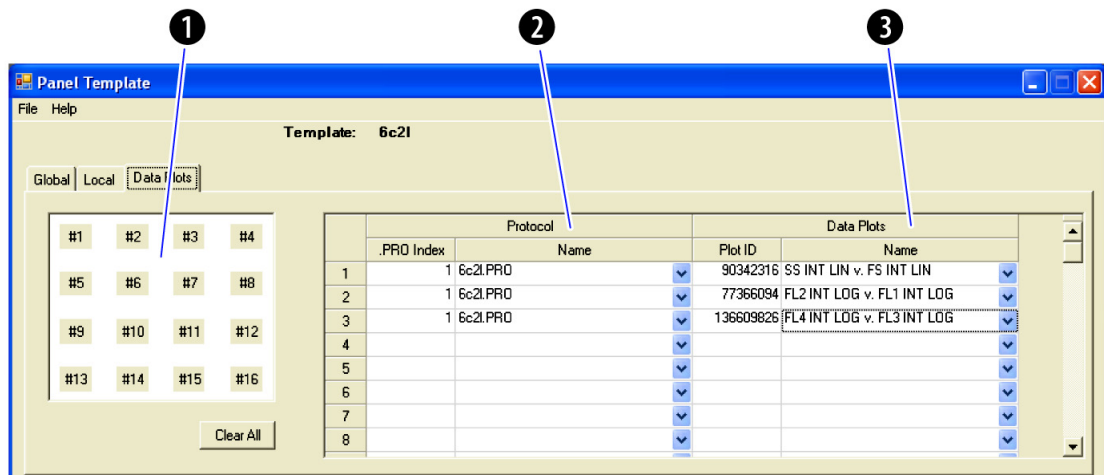 1 2 3
Panel Template
File Help
Template: 6c2l
Global Local Data Plots
#1 #2 #3 #4
#5 #6 #7 #8
#9 #10 #11 #12
#13 #14 #15 #16
Clear All
Protocol Data Plots
.PRO Index Name Plot ID Name
1 1 6c2l.PRO 90342316 SS INT LIN v. FS INT LIN
2 1 6c2l.PRO 77366094 FL2 INT LOG v. FL1 INT LOG
3 1 6c2l.PRO 136609826 FL4 INT LOG v. FL3 INT LOG
4
5
6
7
8